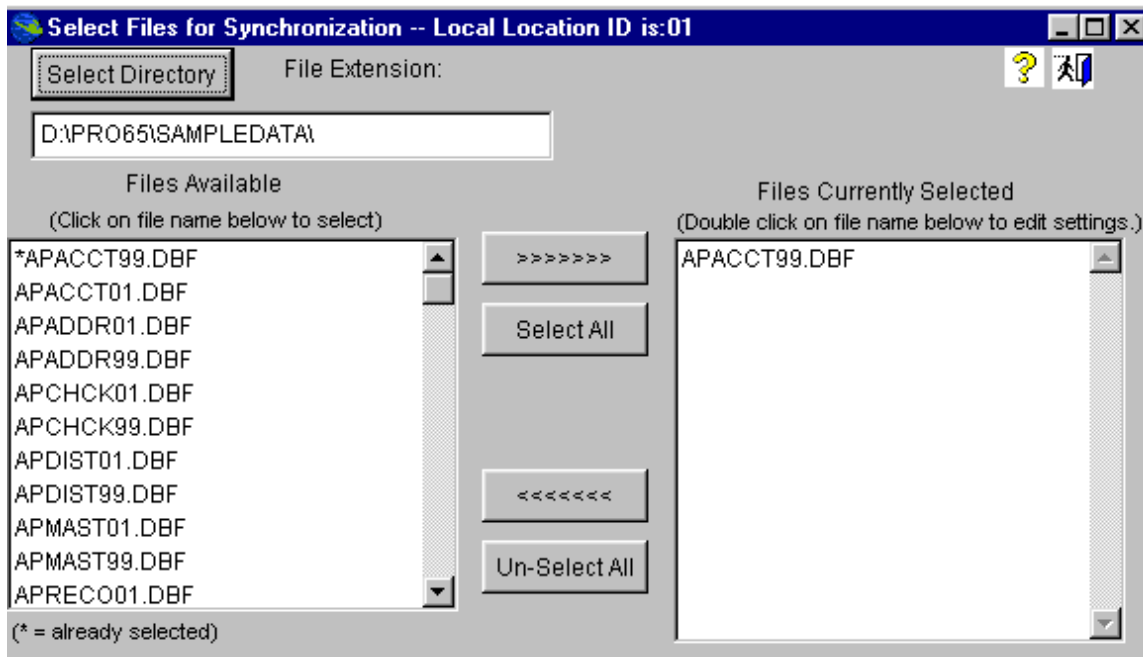 Select Files for Synchronization -- Local Location ID is:01
Select Directory
File Extension:
D:\PRO65\SAMPLEDATA\
Files Available
(Click on file name below to select)
*APACCT99.DBF
APACCT01.DBF
APADDR01.DBF
APADDR99.DBF
APCHCK01.DBF
APCHCK99.DBF
APDIST01.DBF
APDIST99.DBF
APMAST01.DBF
APMAST99.DBF
APRECO01.DBF
(* = already selected)
>>>>>>>
Select All
<<<<<<<
Un-Select All
Files Currently Selected
(Double click on file name below to edit settings.)
APACCT99.DBF